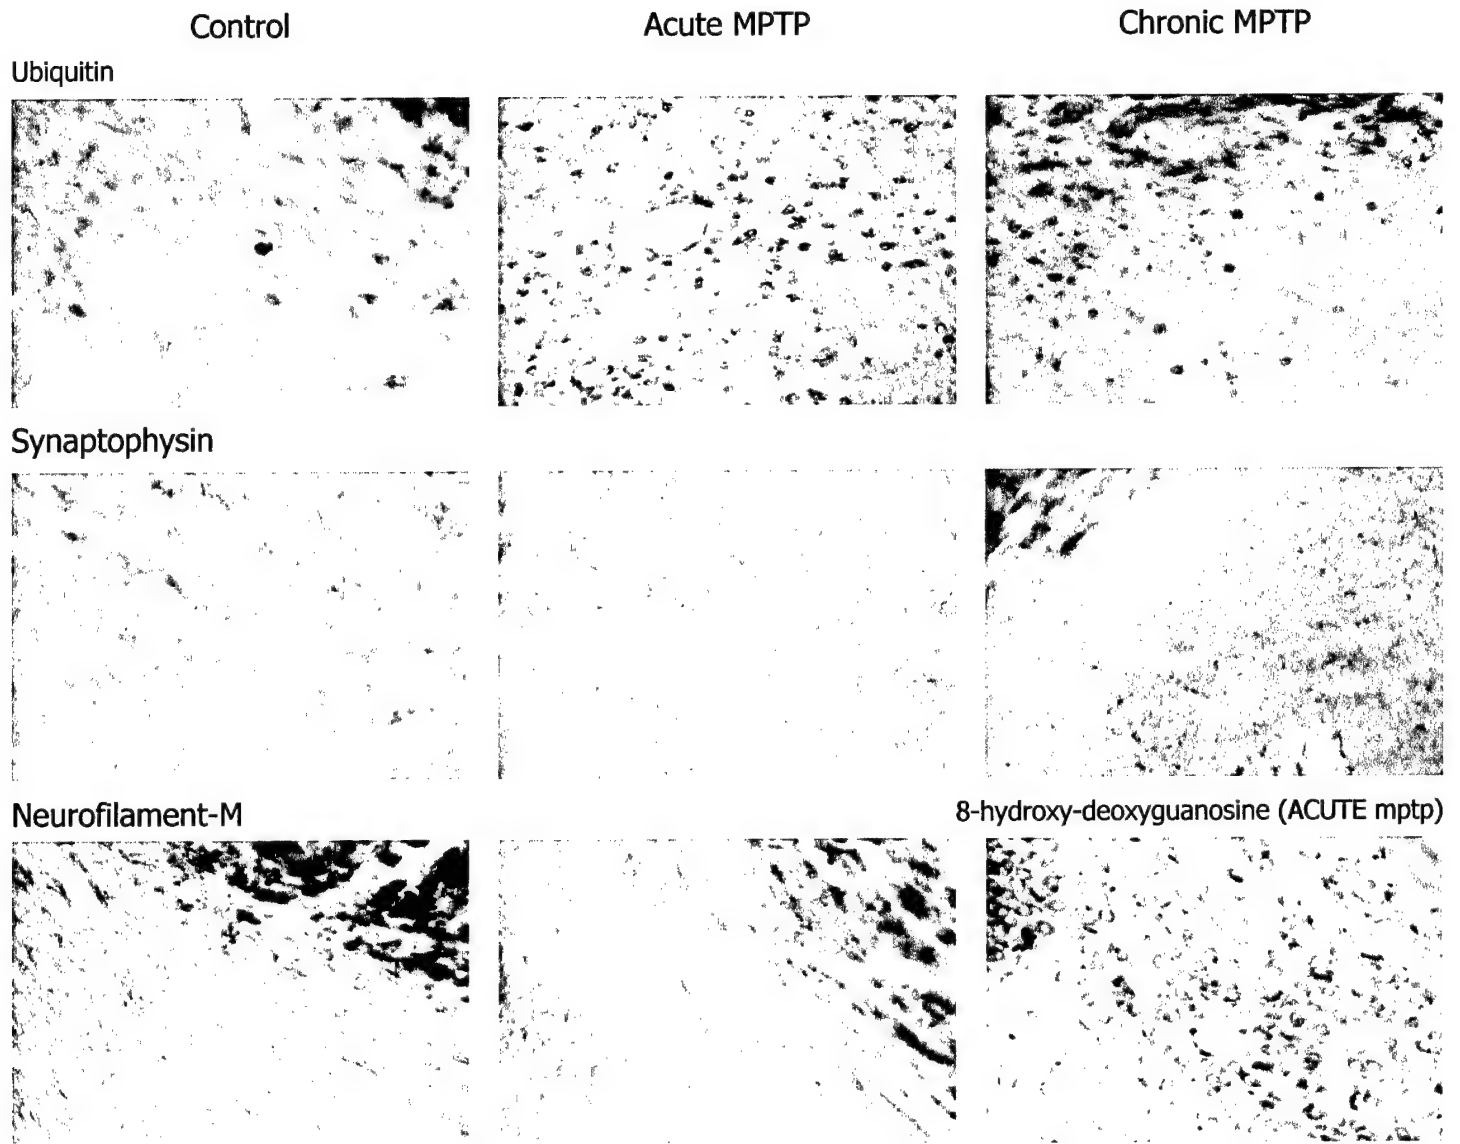 Control
Acute MPTP
Chronic MPTP
Ubiquitin
Synaptophysin
Neurofilament-M
8-hydroxy-deoxyguanosine (ACUTE mptp)